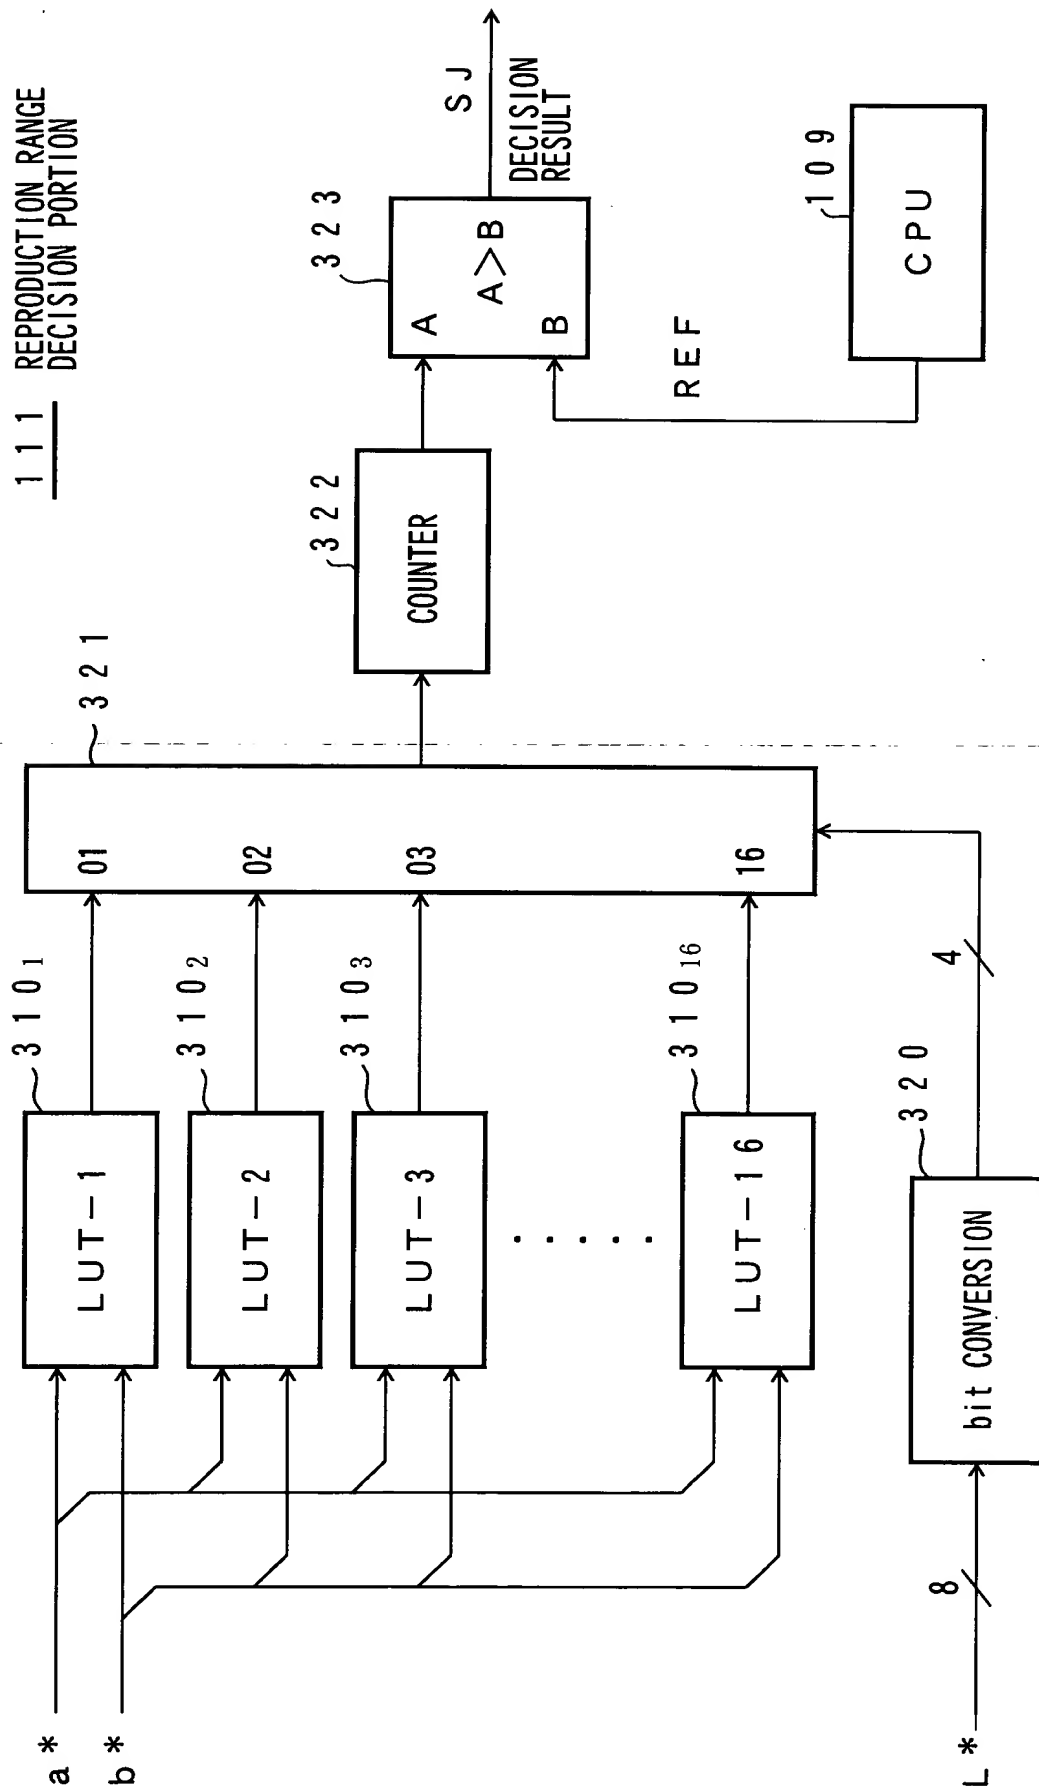 111 REPRODUCTION RANGE
DECISION PORTION
a*
b*
L*
8
LUT-1
310₁
LUT-2
310₂
LUT-3
310₃
.....
LUT-16
310₁₆
bit CONVERSION
320
4
01
02
03
16
321
COUNTER
322
A
A>B
B
323
SJ
DECISION
RESULT
REF
CPU
109